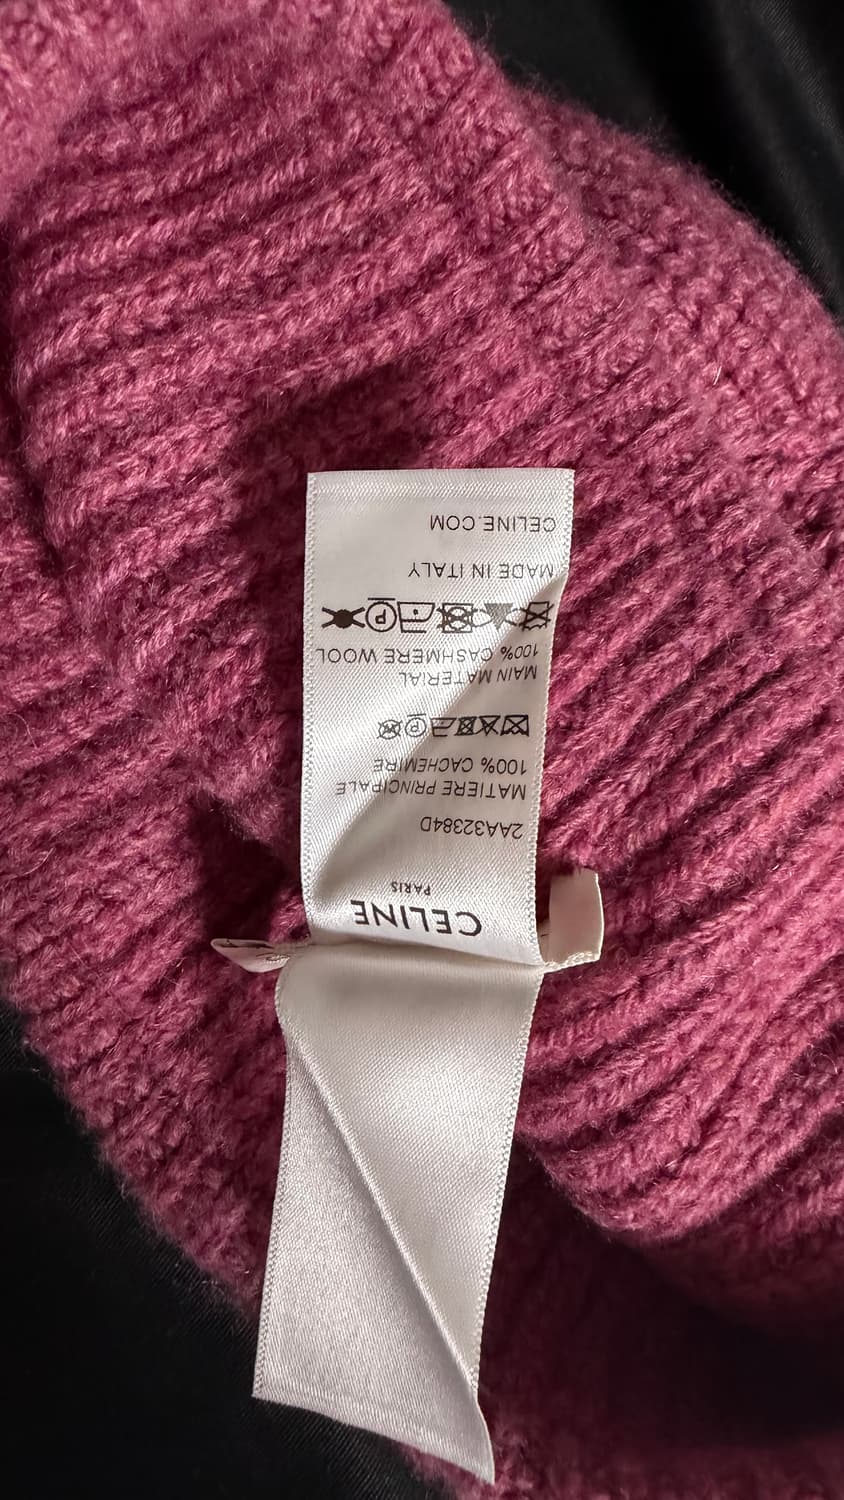 CELINE
PARIS
2AA32384D
MATIERE PRINCIPALE
100% CACHEMIRE
MAIN MATERIAL
100% CASHMERE WOOL
MADE IN ITALY
CELINE.COM